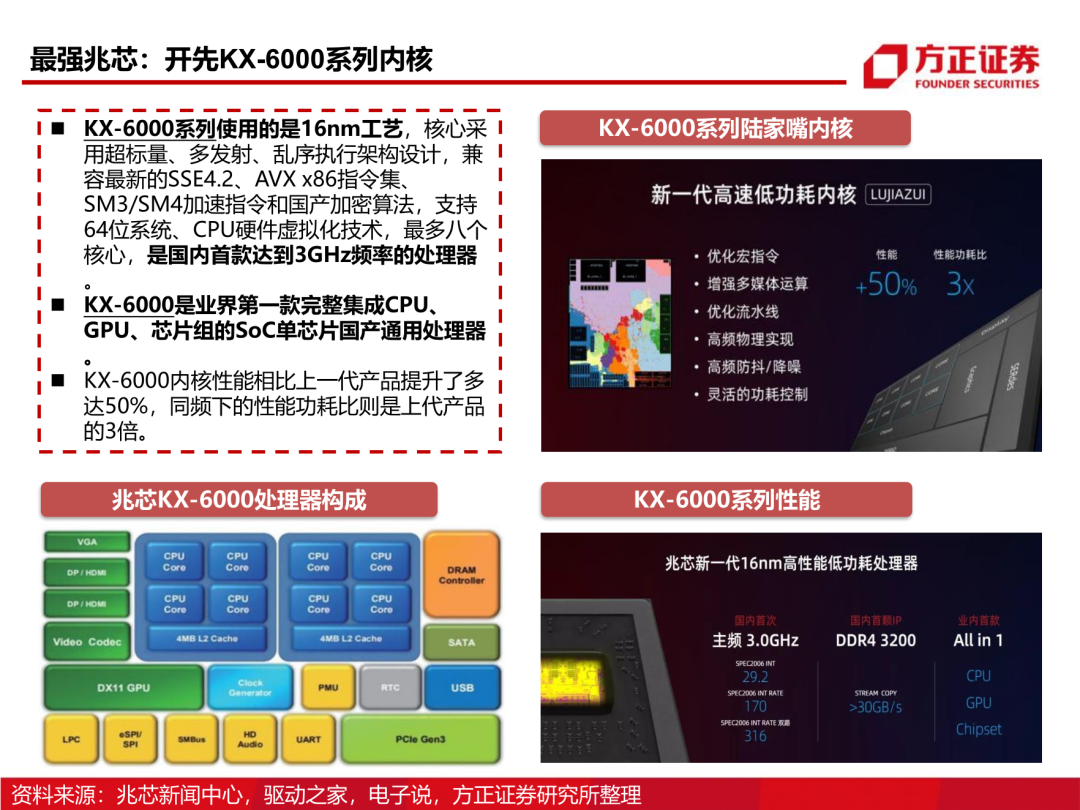 最强兆芯：开先KX-6000系列内核
方正证券
FOUNDER SECURITIES
■ KX-6000系列使用的是16nm工艺，核心采
用超标量、多发射、乱序执行架构设计，兼
容最新的SSE4.2、AVX x86指令集、
SM3/SM4加速指令和国产加密算法，支持
64位系统、CPU硬件虚拟化技术，最多八个
核心，是国内首款达到3GHz频率的处理器
。
■ KX-6000是业界第一款完整集成CPU、
GPU、芯片组的SoC单芯片国产通用处理器
。
■ KX-6000内核性能相比上一代产品提升了多
达50%，同频下的性能功耗比则是上代产品
的3倍。
KX-6000系列陆家嘴内核
新一代高速低功耗内核 LUJIAZUI
• 优化宏指令
• 增强多媒体运算
• 优化流水线
• 高频物理实现
• 高频防抖/降噪
• 灵活的功耗控制
性能
+50%
性能功耗比
3X
Display
Graphics
SERdes
兆芯KX-6000处理器构成
VGA
DP / HDMI
DP / HDMI
Video Codec
CPU Core
CPU Core
CPU Core
CPU Core
4MB L2 Cache
CPU Core
CPU Core
CPU Core
CPU Core
4MB L2 Cache
DRAM Controller
SATA
DX11 GPU
Clock Generator
PMU
RTC
USB
LPC
eSPI/ SPI
SMBus
HD Audio
UART
PCIe Gen3
KX-6000系列性能
兆芯新一代16nm高性能低功耗处理器
国内首次
主频 3.0GHz
SPEC2006 INT
29.2
SPEC2006 INT RATE
170
SPEC2006 INT RATE 双路
316
国内首颗IP
DDR4 3200
STREAM COPY
>30GB/s
业内首款
All in 1
CPU
GPU
Chipset
资料来源：兆芯新闻中心，驱动之家，电子说，方正证券研究所整理